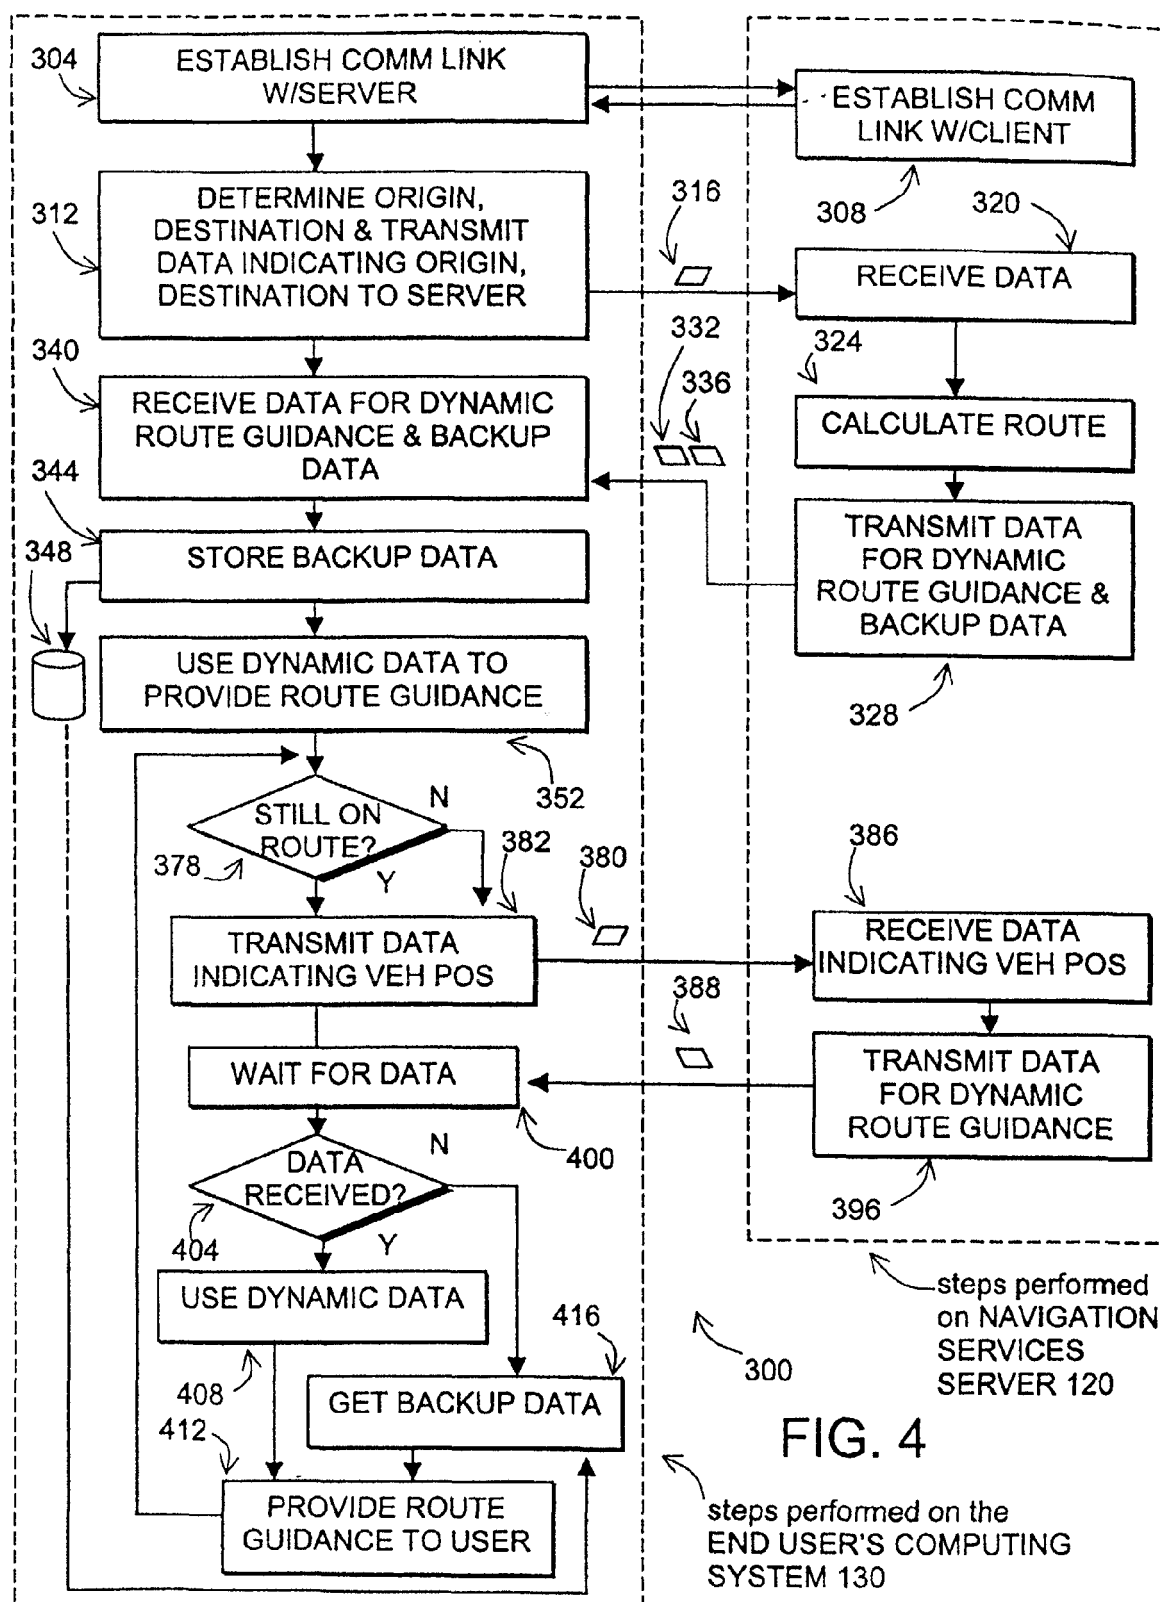 304
ESTABLISH COMM LINK
W/SERVER
ESTABLISH COMM
LINK W/CLIENT
308
312
DETERMINE ORIGIN,
DESTINATION & TRANSMIT
DATA INDICATING ORIGIN,
DESTINATION TO SERVER
316
320
RECEIVE DATA
324
CALCULATE ROUTE
332
336
340
RECEIVE DATA FOR DYNAMIC
ROUTE GUIDANCE & BACKUP
DATA
TRANSMIT DATA
FOR DYNAMIC
ROUTE GUIDANCE &
BACKUP DATA
328
344
STORE BACKUP DATA
348
USE DYNAMIC DATA TO
PROVIDE ROUTE GUIDANCE
352
STILL ON
ROUTE?
N
Y
378
382
380
TRANSMIT DATA
INDICATING VEH POS
386
RECEIVE DATA
INDICATING VEH POS
388
WAIT FOR DATA
400
TRANSMIT DATA
FOR DYNAMIC
ROUTE GUIDANCE
396
DATA
RECEIVED?
N
Y
404
USE DYNAMIC DATA
408
416
GET BACKUP DATA
412
PROVIDE ROUTE
GUIDANCE TO USER
300
steps performed
on NAVIGATION
SERVICES
SERVER 120
FIG. 4
steps performed on the
END USER'S COMPUTING
SYSTEM 130